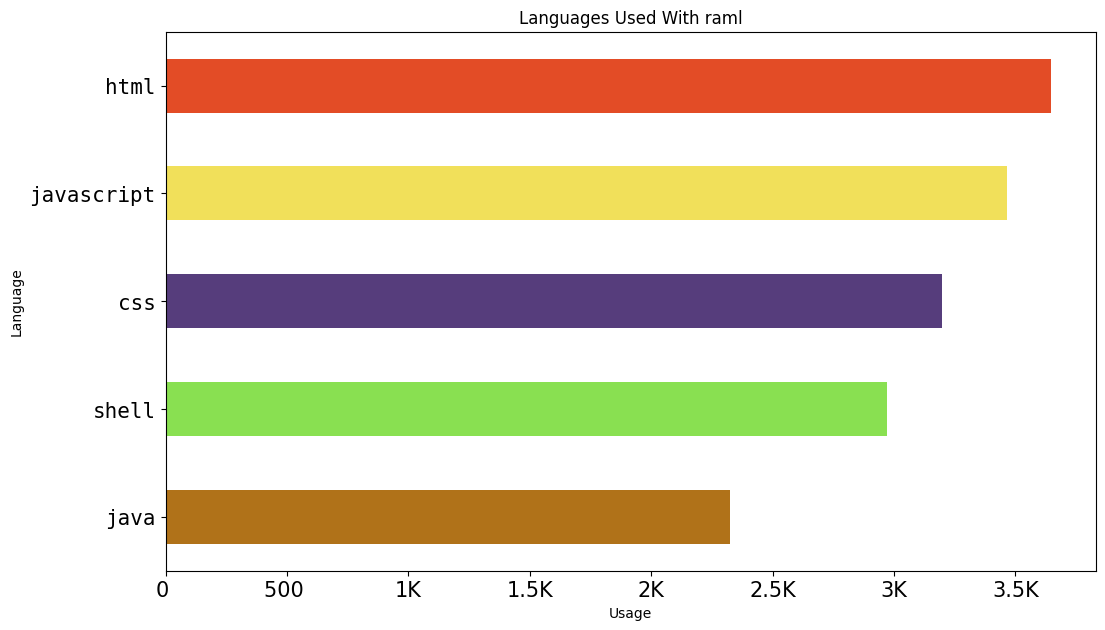 Languages Used With raml
html
javascript
css
shell
java
Language
0 500 1K 1.5K 2K 2.5K 3K 3.5K
Usage